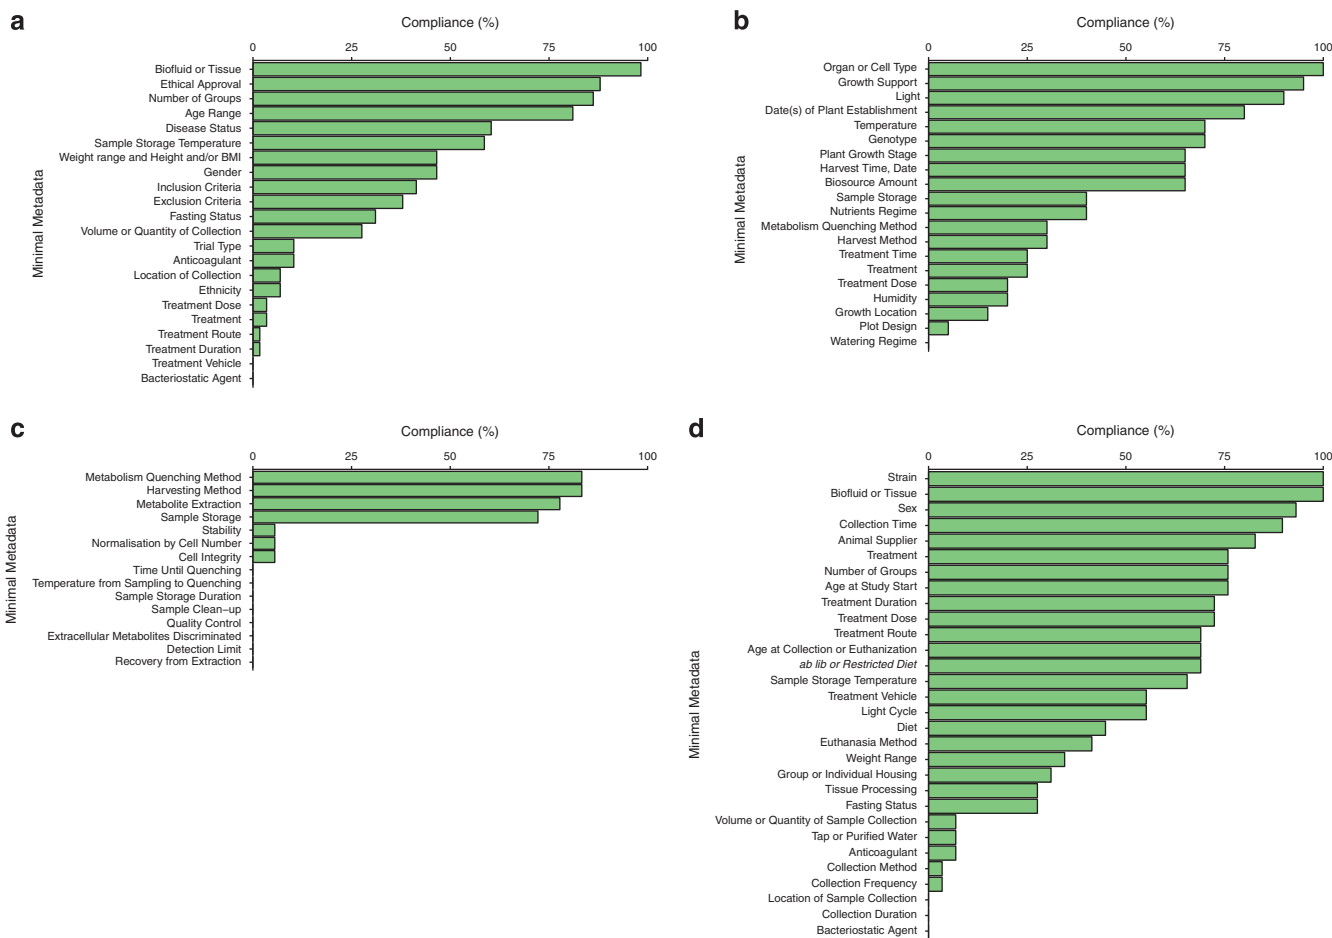 a
Compliance (%)
0 25 50 75 100
Minimal Metadata
Biofluid or Tissue
Ethical Approval
Number of Groups
Age Range
Disease Status
Sample Storage Temperature
Weight range and Height and/or BMI
Gender
Inclusion Criteria
Exclusion Criteria
Fasting Status
Volume or Quantity of Collection
Trial Type
Anticoagulant
Location of Collection
Ethnicity
Treatment Dose
Treatment
Treatment Route
Treatment Duration
Treatment Vehicle
Bacteriostatic Agent
b
Compliance (%)
0 25 50 75 100
Minimal Metadata
Organ or Cell Type
Growth Support
Light
Date(s) of Plant Establishment
Temperature
Genotype
Plant Growth Stage
Harvest Time, Date
Biosource Amount
Sample Storage
Nutrients Regime
Metabolism Quenching Method
Harvest Method
Treatment Time
Treatment
Treatment Dose
Humidity
Growth Location
Plot Design
Watering Regime
c
Compliance (%)
0 25 50 75 100
Minimal Metadata
Metabolism Quenching Method
Harvesting Method
Metabolite Extraction
Sample Storage
Stability
Normalisation by Cell Number
Cell Integrity
Time Until Quenching
Temperature from Sampling to Quenching
Sample Storage Duration
Sample Clean−up
Quality Control
Extracellular Metabolites Discriminated
Detection Limit
Recovery from Extraction
d
Compliance (%)
0 25 50 75 100
Minimal Metadata
Strain
Biofluid or Tissue
Sex
Collection Time
Animal Supplier
Treatment
Number of Groups
Age at Study Start
Treatment Duration
Treatment Dose
Treatment Route
Age at Collection or Euthanization
ab lib or Restricted Diet
Sample Storage Temperature
Treatment Vehicle
Light Cycle
Diet
Euthanasia Method
Weight Range
Group or Individual Housing
Tissue Processing
Fasting Status
Volume or Quantity of Sample Collection
Tap or Purified Water
Anticoagulant
Collection Method
Collection Frequency
Location of Sample Collection
Collection Duration
Bacteriostatic Agent